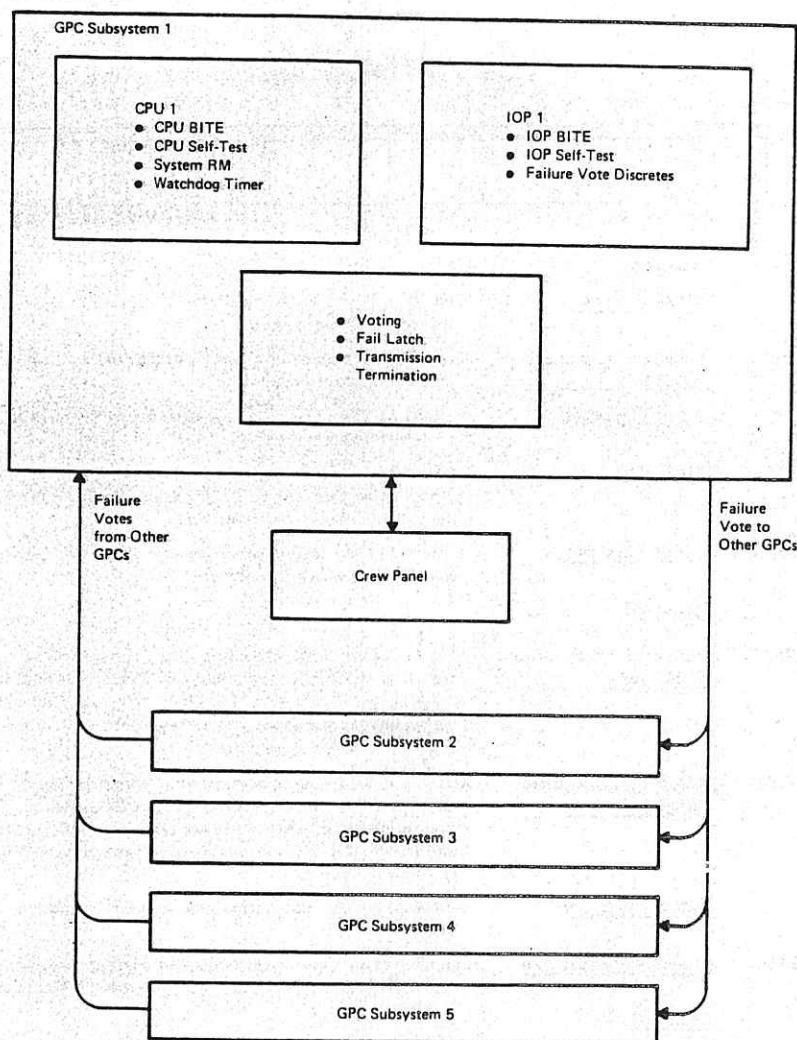 GPC Subsystem 1
CPU 1
● CPU BITE
● CPU Self-Test
● System RM
● Watchdog Timer
IOP 1
● IOP BITE
● IOP Self-Test
● Failure Vote Discretes
● Voting
● Fail Latch
● Transmission
Termination
Failure
Votes
from Other
GPCs
Crew Panel
Failure
Vote to
Other GPCs
GPC Subsystem 2
GPC Subsystem 3
GPC Subsystem 4
GPC Subsystem 5